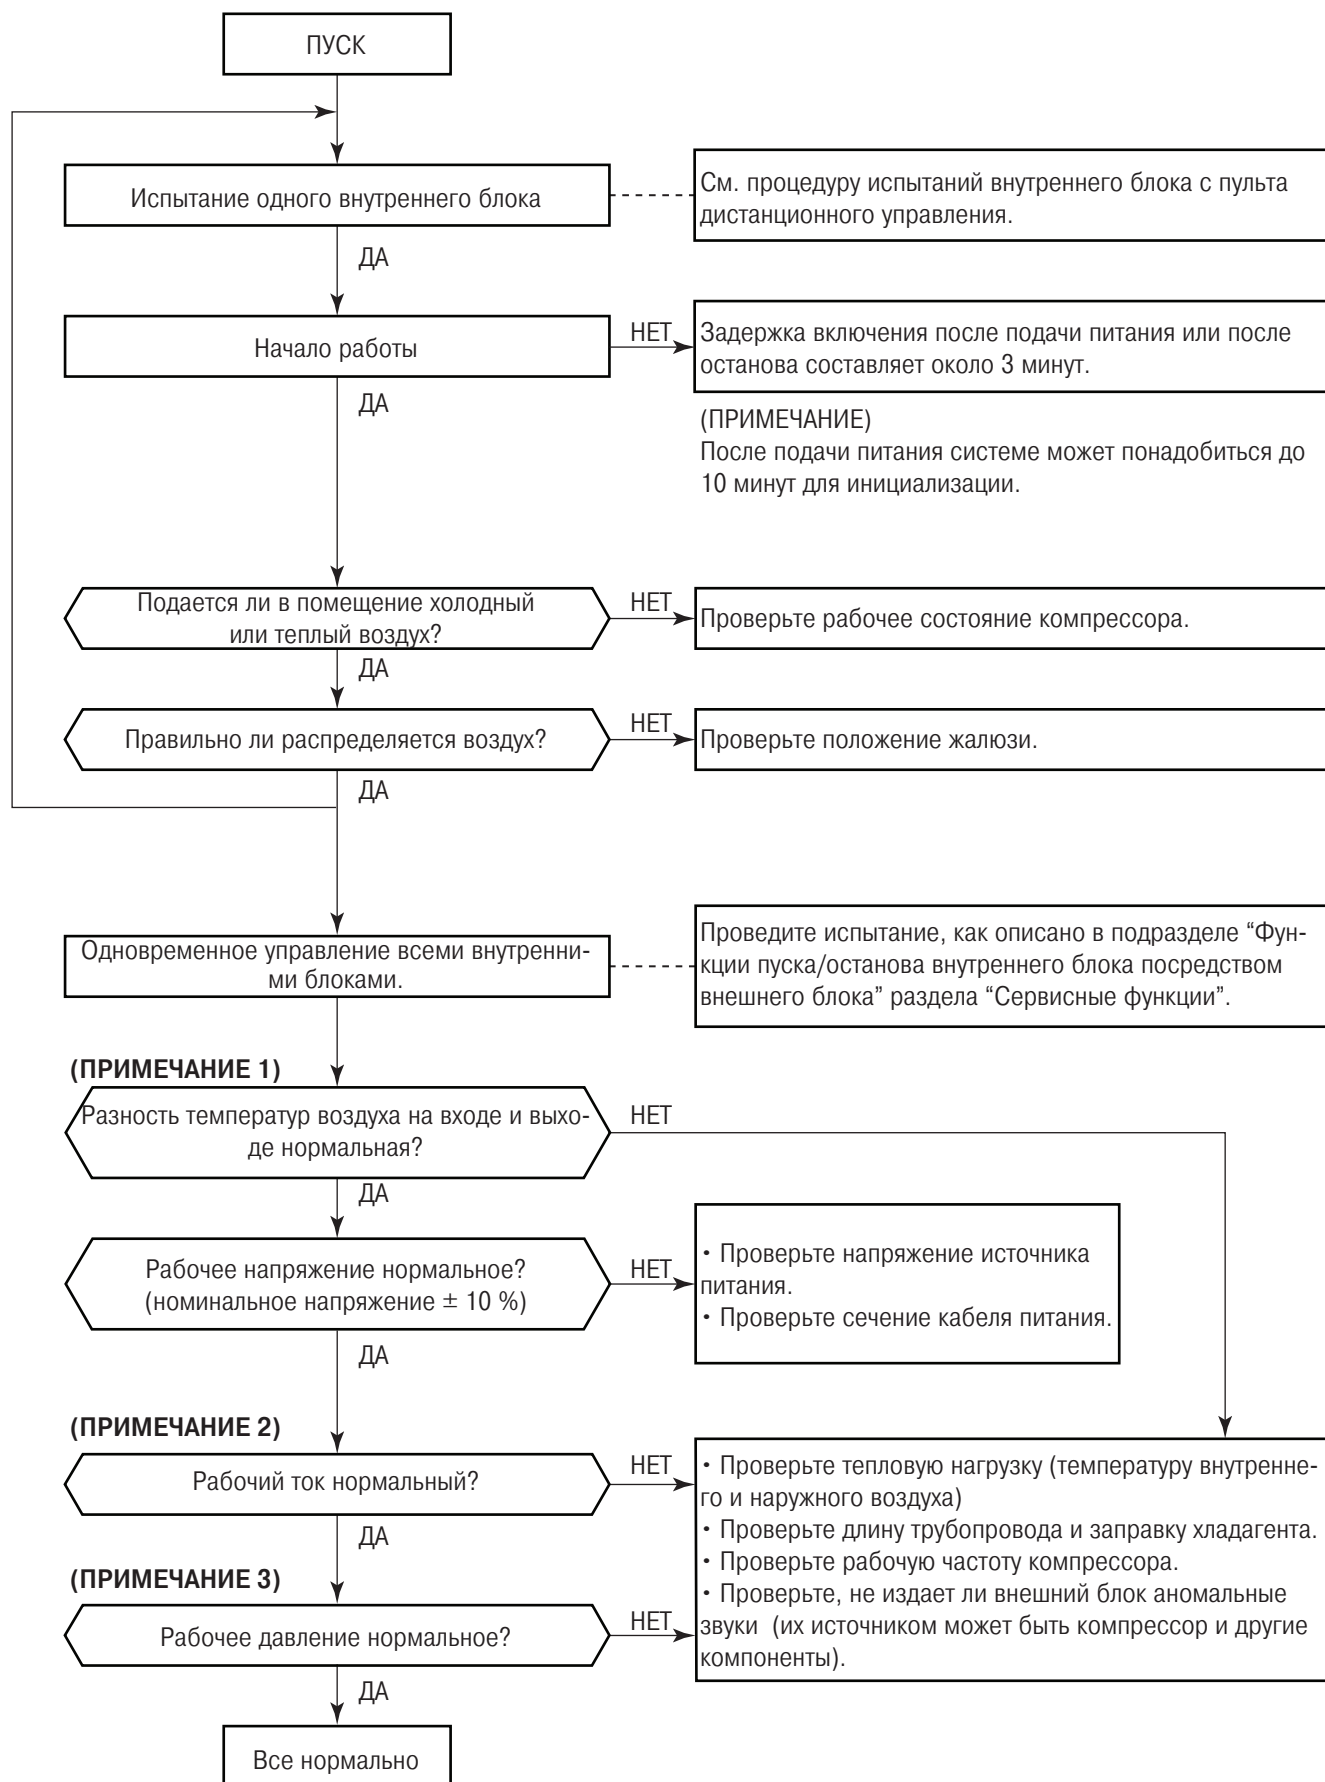 ПУСК
Испытание одного внутреннего блока
См. процедуру испытаний внутреннего блока с пульта
дистанционного управления.
ДА
Начало работы
НЕТ
Задержка включения после подачи питания или после
останова составляет около 3 минут.
ДА
(ПРИМЕЧАНИЕ)
После подачи питания системе может понадобиться до
10 минут для инициализации.
Подается ли в помещение холодный
или теплый воздух?
НЕТ
Проверьте рабочее состояние компрессора.
ДА
Правильно ли распределяется воздух?
НЕТ
Проверьте положение жалюзи.
ДА
Одновременное управление всеми внутренни-
ми блоками.
Проведите испытание, как описано в подразделе “Фун-
кции пуска/останова внутреннего блока посредством
внешнего блока” раздела “Сервисные функции”.
(ПРИМЕЧАНИЕ 1)
Разность температур воздуха на входе и выхо-
де нормальная?
НЕТ
ДА
Рабочее напряжение нормальное?
(номинальное напряжение ± 10 %)
НЕТ
• Проверьте напряжение источника
питания.
• Проверьте сечение кабеля питания.
ДА
(ПРИМЕЧАНИЕ 2)
Рабочий ток нормальный?
НЕТ
• Проверьте тепловую нагрузку (температуру внутренне-
го и наружного воздуха)
• Проверьте длину трубопровода и заправку хладагента.
• Проверьте рабочую частоту компрессора.
• Проверьте, не издает ли внешний блок аномальные
звуки (их источником может быть компрессор и другие
компоненты).
ДА
(ПРИМЕЧАНИЕ 3)
Рабочее давление нормальное?
НЕТ
ДА
Все нормально